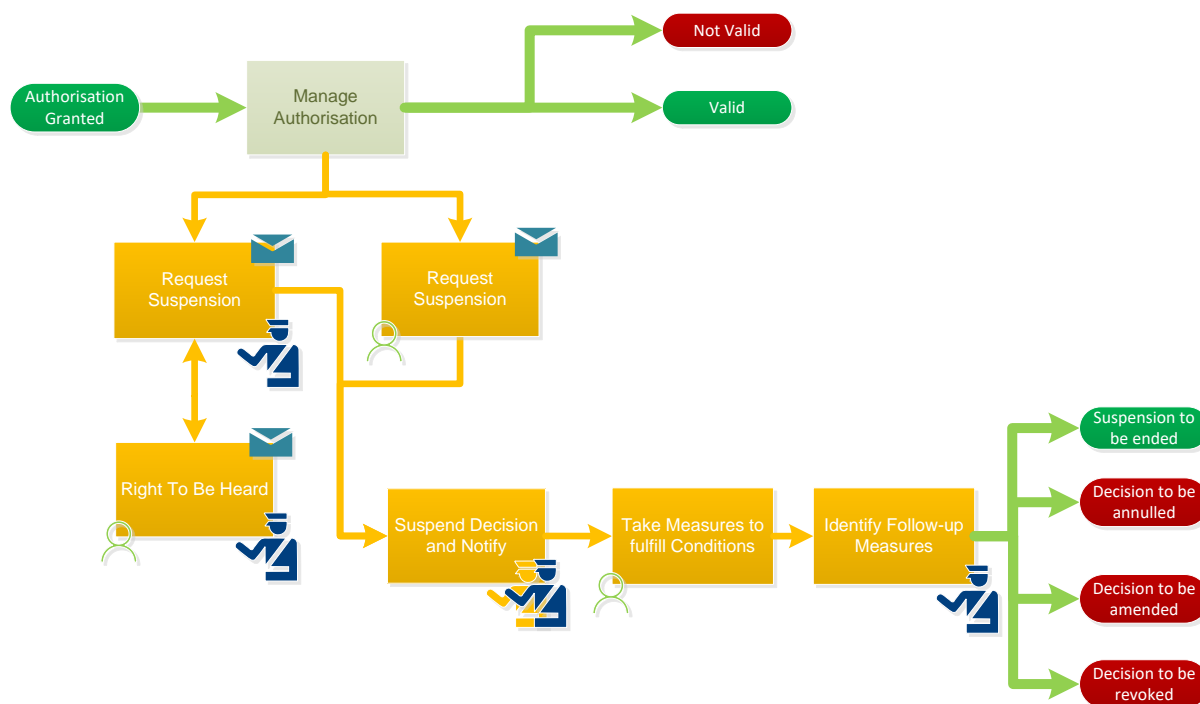 Not Valid
Authorisation
Granted
Manage
Authorisation
Valid
Request
Suspension
Request
Suspension
Right To Be Heard
Suspend Decision
and Notify
Take Measures to
fulfill Conditions
Identify Follow-up
Measures
Suspension to
be ended
Decision to be
annulled
Decision to be
amended
Decision to be
revoked